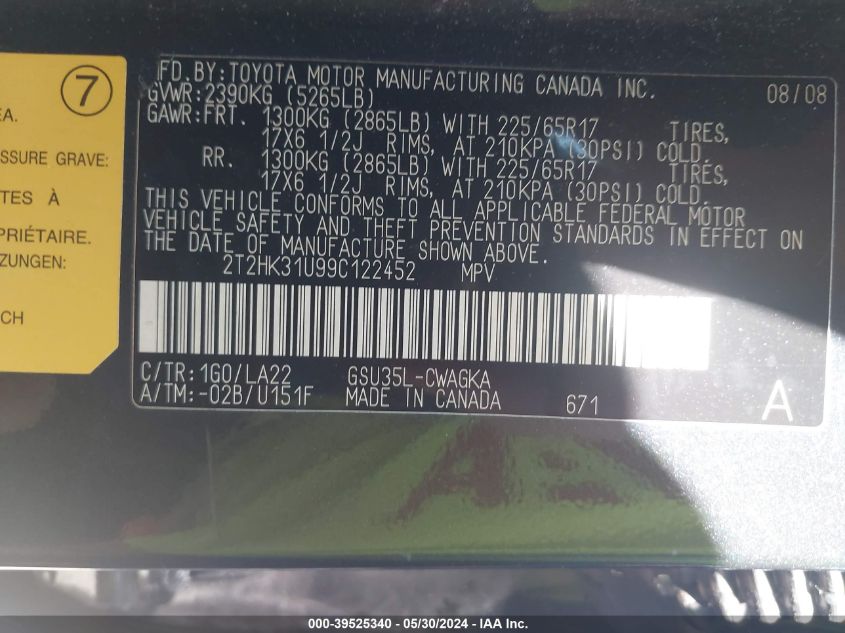 7
EA.
SSURE GRAVE:
TES À
PRIÉTAIRE.
ZUNGEN:
CH
FD.BY:TOYOTA MOTOR MANUFACTURING CANADA INC. 08/08
GVWR:2390KG (5265LB)
GAWR:FRT. 1300KG (2865LB) WITH 225/65R17 TIRES,
17X6 1/2J RIMS, AT 210KPA (30PSI) COLD.
RR. 1300KG (2865LB) WITH 225/65R17 TIRES,
17X6 1/2J RIMS, AT 210KPA (30PSI) COLD.
THIS VEHICLE CONFORMS TO ALL APPLICABLE FEDERAL MOTOR
VEHICLE SAFETY AND THEFT PREVENTION STANDARDS IN EFFECT ON
THE DATE OF MANUFACTURE SHOWN ABOVE.
2T2HK31U99C122452 MPV
C/TR:1G0/LA22 GSU35L-CWAGKA
A/TM:-02B/U151F MADE IN CANADA 671 A
000-39525340 - 05/30/2024 - IAA Inc.